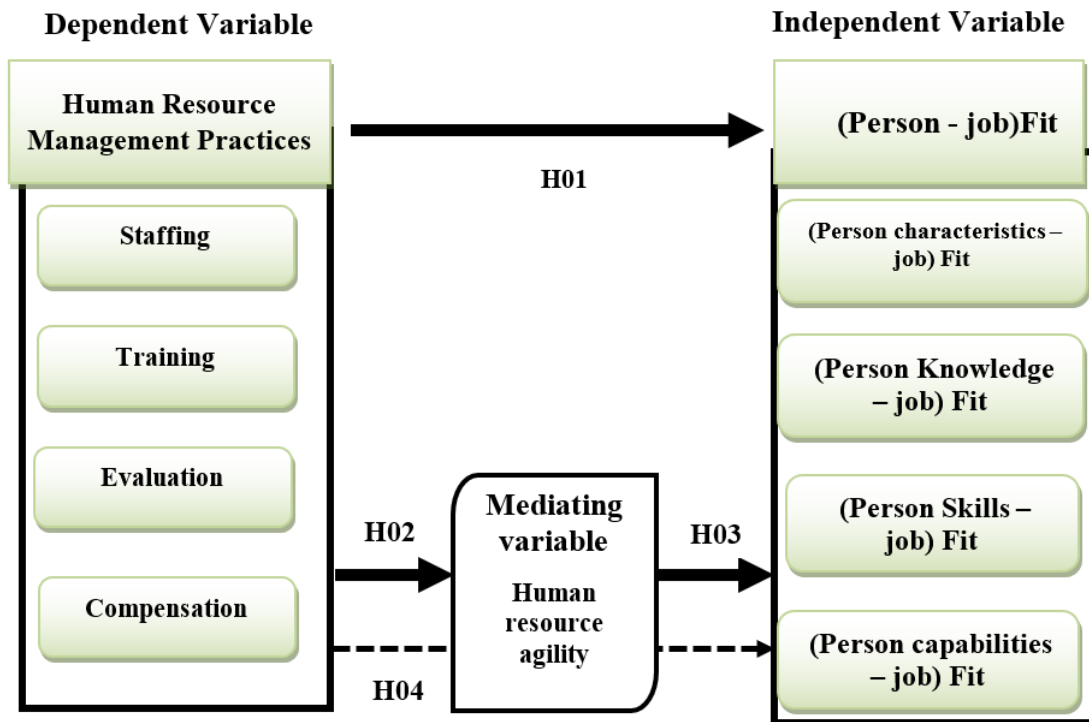 Dependent Variable
Independent Variable
Human Resource
Management Practices
(Person - job)Fit
H01
Staffing
(Person characteristics –
job) Fit
Training
(Person Knowledge
– job) Fit
Evaluation
(Person Skills –
job) Fit
H02
Mediating
variable
Human
resource
agility
H03
Compensation
(Person capabilities
– job) Fit
H04